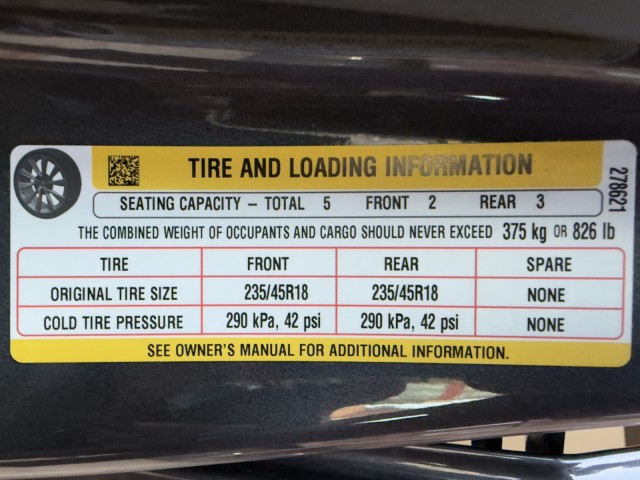 TIRE AND LOADING INFORMATION
278621
SEATING CAPACITY – TOTAL 5 FRONT 2 REAR 3
THE COMBINED WEIGHT OF OCCUPANTS AND CARGO SHOULD NEVER EXCEED 375 kg OR 826 lb
TIRE FRONT REAR SPARE
ORIGINAL TIRE SIZE 235/45R18 235/45R18 NONE
COLD TIRE PRESSURE 290 kPa, 42 psi 290 kPa, 42 psi NONE
SEE OWNER'S MANUAL FOR ADDITIONAL INFORMATION.